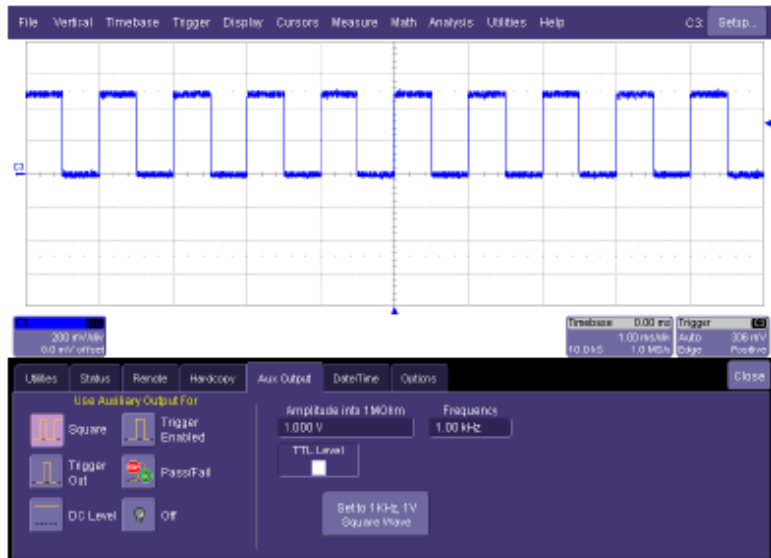 File Vertical Timebase Trigger Display Cursors Measure Math Analysis Utilities Help C3: Setup...
C3
200 mV/div
0.0 mV offset
Timebase 0.00 ms
1.00 ms/div
10.0 kS 1.0 MS/s
Trigger C3
Auto 306 mV
Edge Positive
Utilities Status Remote Hardcopy Aux Output Date/Time Options Close
Use Auxiliary Output For
Square
Trigger
Enabled
Trigger
Out
Pass/Fail
DC Level
Off
Amplitude into 1MOhm
1.000 V
Frequency
1.00 kHz
TTL Level
Set to 1KHz, 1V
Square Wave